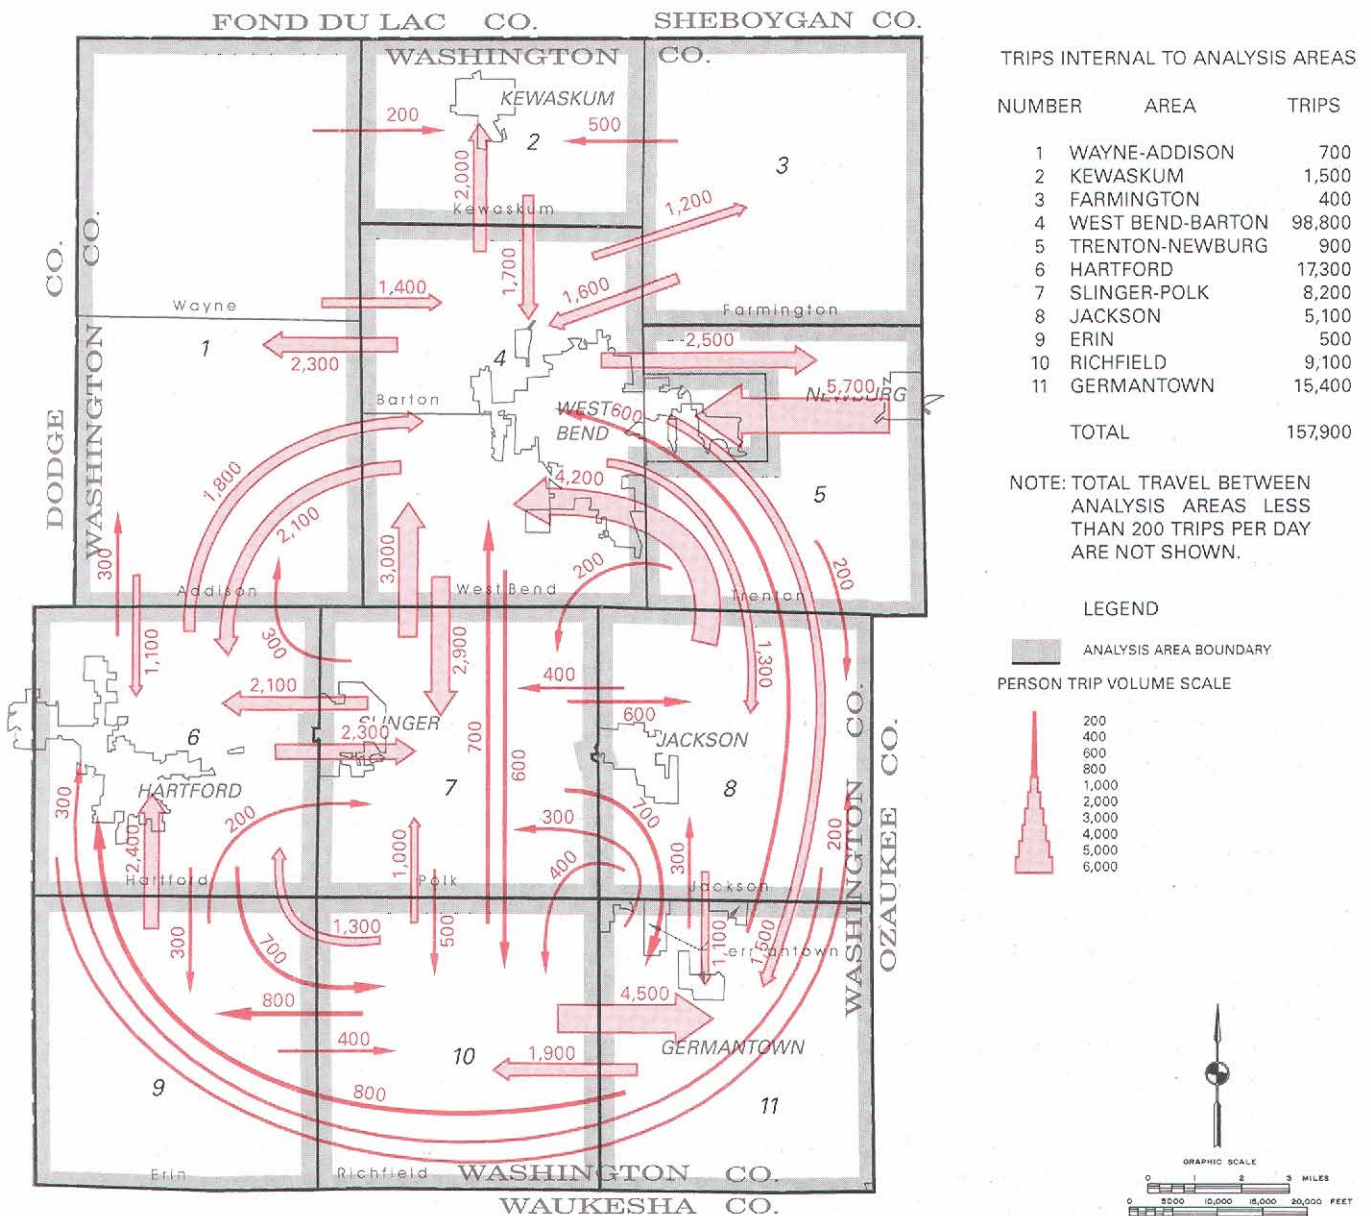 FOND DU LAC CO.
SHEBOYGAN CO.
WASHINGTON CO.
KEWASKUM
200
500
2
3
2,000
Kewaskum
1,200
1,700
1,600
DODGE CO.
WASHINGTON CO.
Wayne
1,400
Farmington
1
2,300
4
2,500
Barton
5,700
NEWBURG
WEST
BEND
600
1,800
2,100
4,200
5
300
3,000
200
200
Addison
West Bend
Trenton
1,100
300
2,900
1,300
2,100
400
600
SLINGER
2,300
6
700
600
JACKSON
HARTFORD
7
8
300
200
700
200
2,400
1,000
300
400
300
Hartford
Polk
Jackson
WASHINGTON CO.
OZAUKEE CO.
300
700
1,300
500
1,100
1,500
800
4,500
400
10
1,900
GERMANTOWN
9
800
11
Erin
Richfield
WASHINGTON CO.
WAUKESHA CO.
TRIPS INTERNAL TO ANALYSIS AREAS
NUMBER AREA TRIPS
1 WAYNE-ADDISON 700
2 KEWASKUM 1,500
3 FARMINGTON 400
4 WEST BEND-BARTON 98,800
5 TRENTON-NEWBURG 900
6 HARTFORD 17,300
7 SLINGER-POLK 8,200
8 JACKSON 5,100
9 ERIN 500
10 RICHFIELD 9,100
11 GERMANTOWN 15,400
TOTAL 157,900
NOTE: TOTAL TRAVEL BETWEEN
ANALYSIS AREAS LESS
THAN 200 TRIPS PER DAY
ARE NOT SHOWN.
LEGEND
ANALYSIS AREA BOUNDARY
PERSON TRIP VOLUME SCALE
200
400
600
800
1,000
2,000
3,000
4,000
5,000
6,000
GRAPHIC SCALE
0 1 2 3 MILES
0 5000 10,000 15,000 20,000 FEET